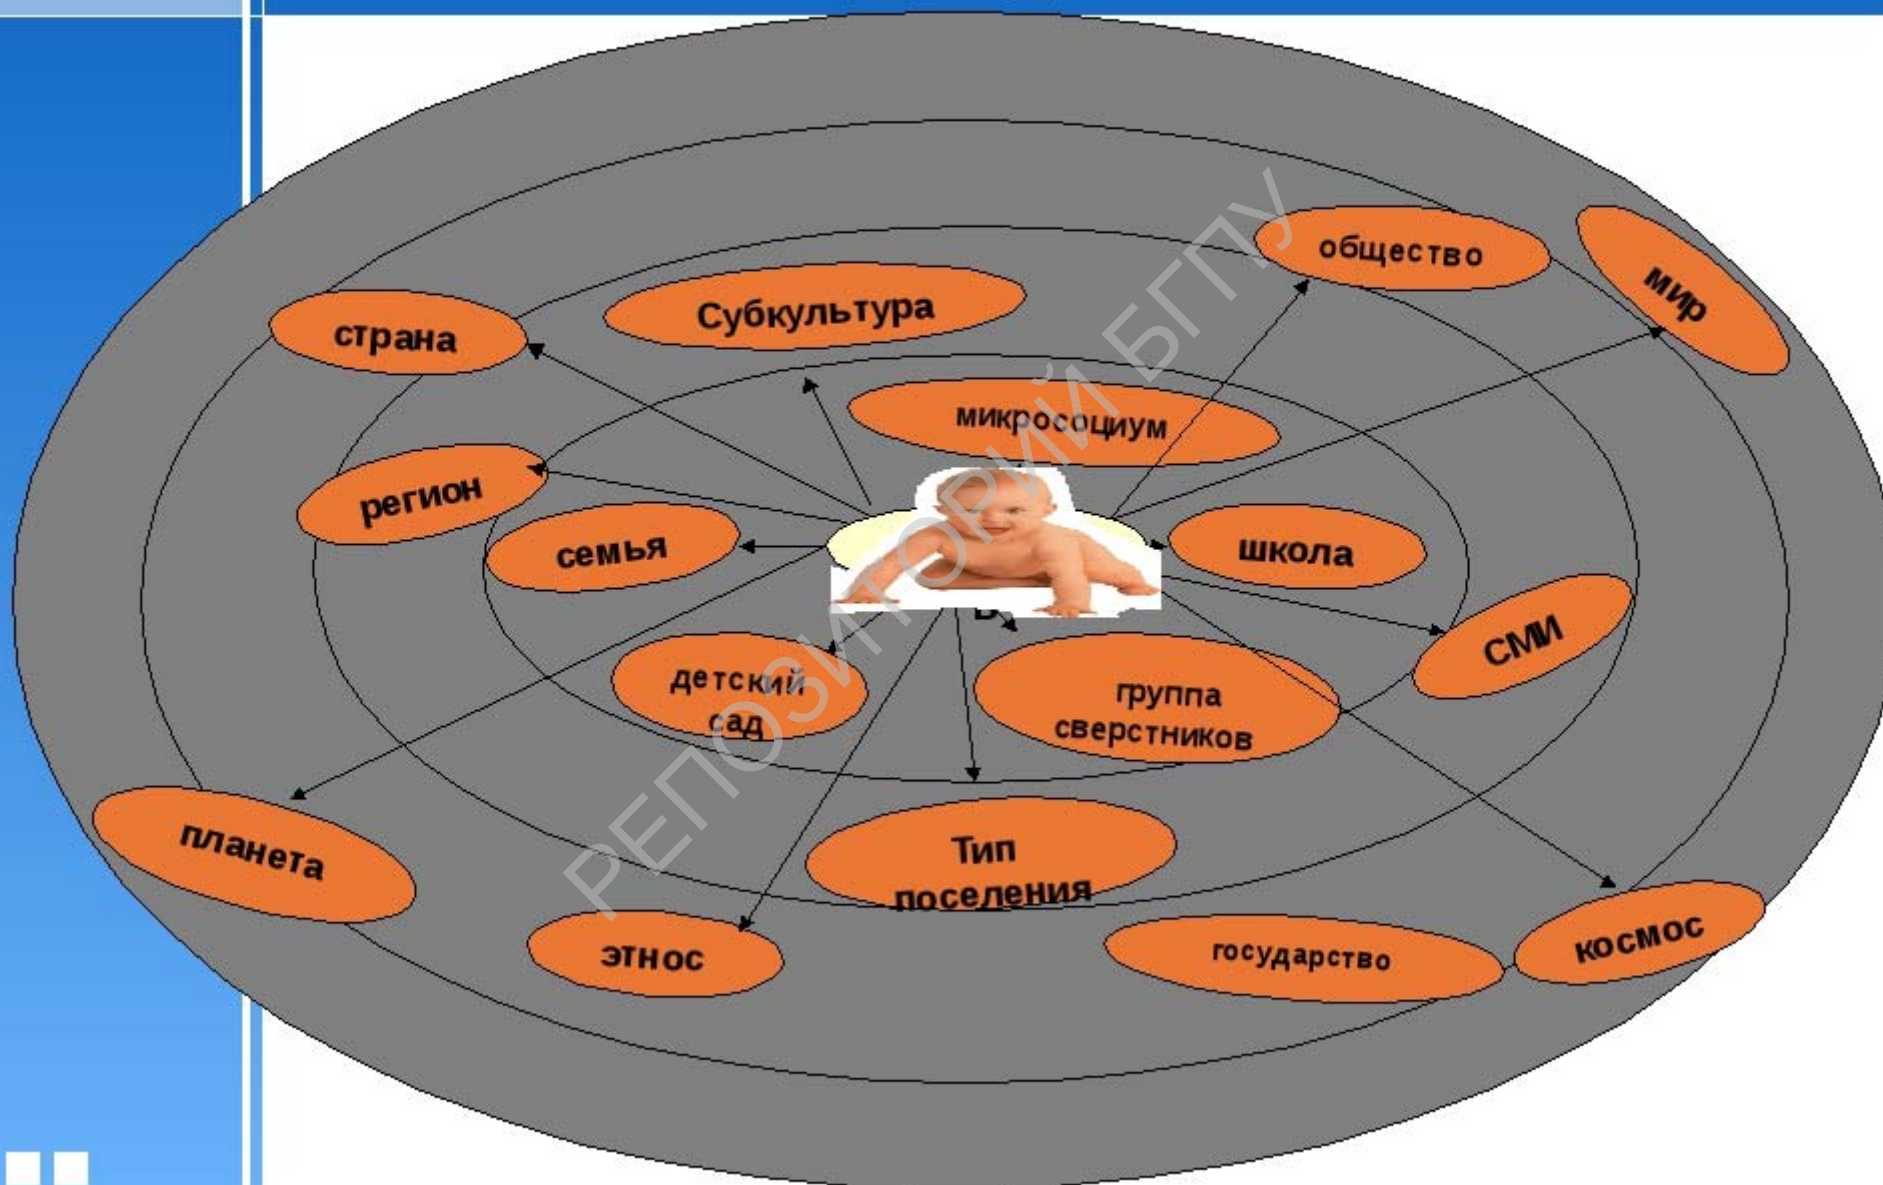 общество
мир
Субкультура
страна
микросоциум
регион
семья
школа
СМИ
детский
сад
группа
сверстников
планета
Тип
поселения
этнос
государство
космос
РЕПОЗИТОРИЙ БГПУ